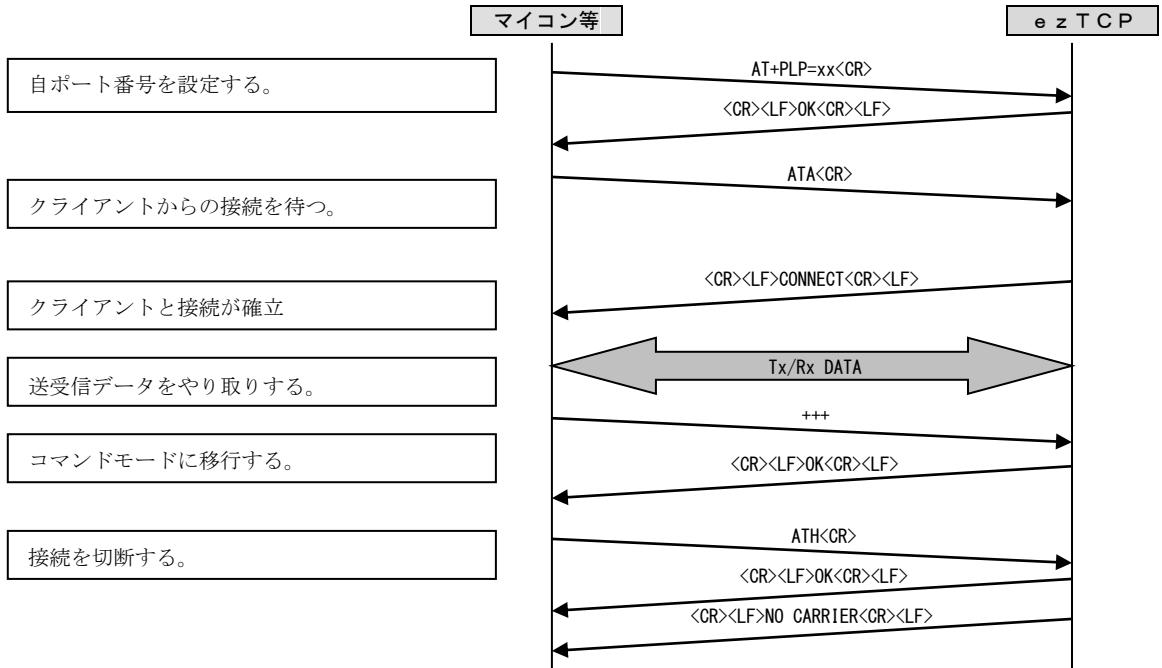 マイコン等
ｅｚＴＣＰ
自ポート番号を設定する。
AT+PLP=xx<CR>
<CR><LF>OK<CR><LF>
クライアントからの接続を待つ。
ATA<CR>
クライアントと接続が確立
<CR><LF>CONNECT<CR><LF>
送受信データをやり取りする。
Tx/Rx DATA
コマンドモードに移行する。
+++
<CR><LF>OK<CR><LF>
接続を切断する。
ATH<CR>
<CR><LF>OK<CR><LF>
<CR><LF>NO CARRIER<CR><LF>